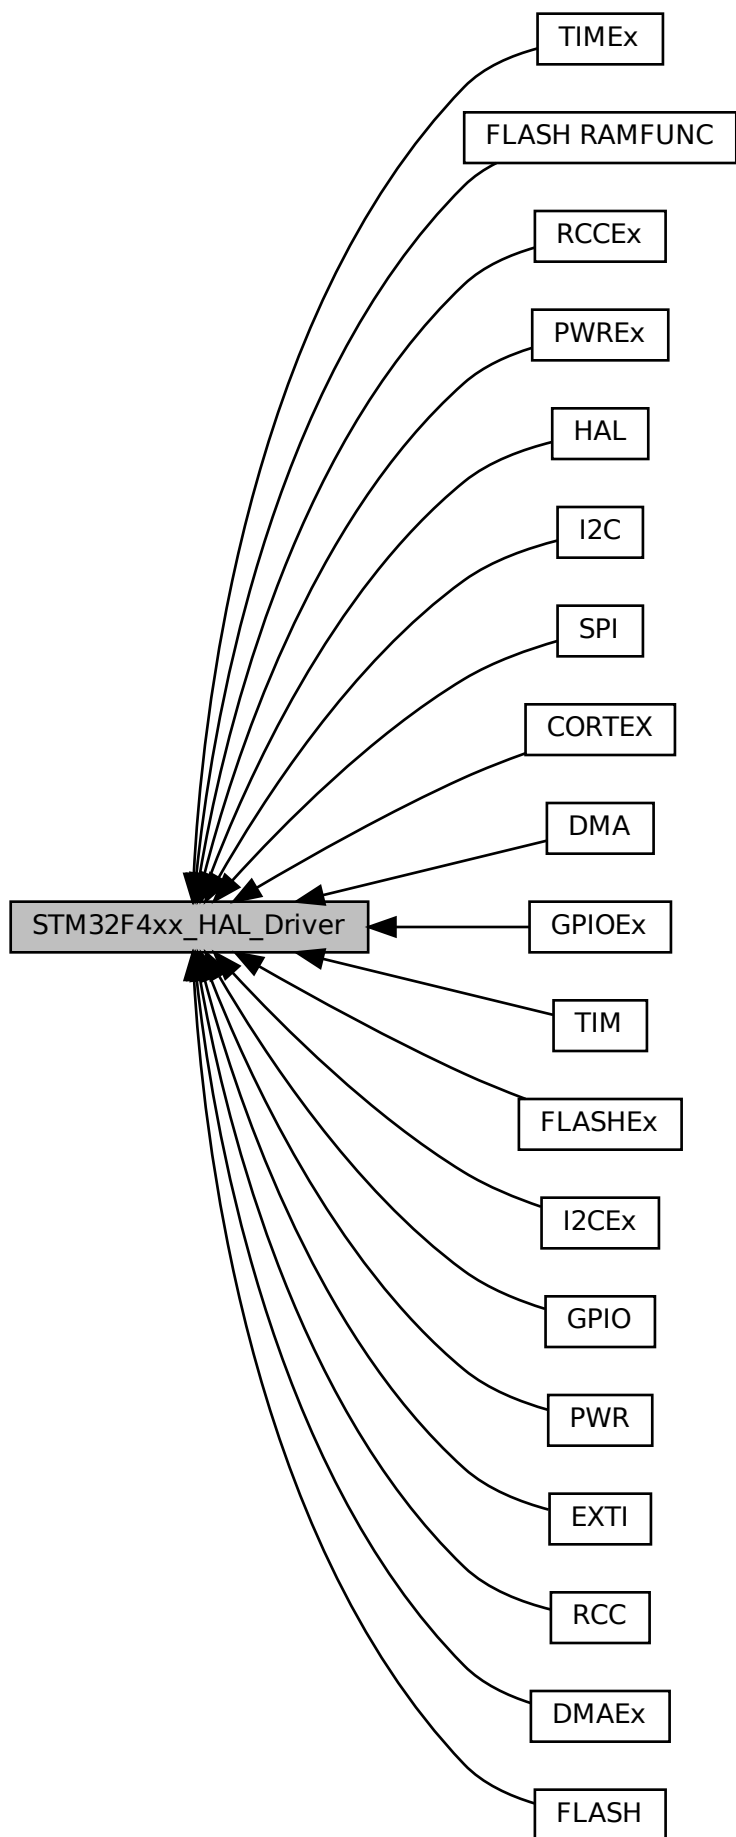 TIMEx
FLASH RAMFUNC
RCCEx
PWREx
HAL
I2C
SPI
CORTEX
DMA
STM32F4xx_HAL_Driver
GPIOEx
TIM
FLASHEx
I2CEx
GPIO
PWR
EXTI
RCC
DMAEx
FLASH